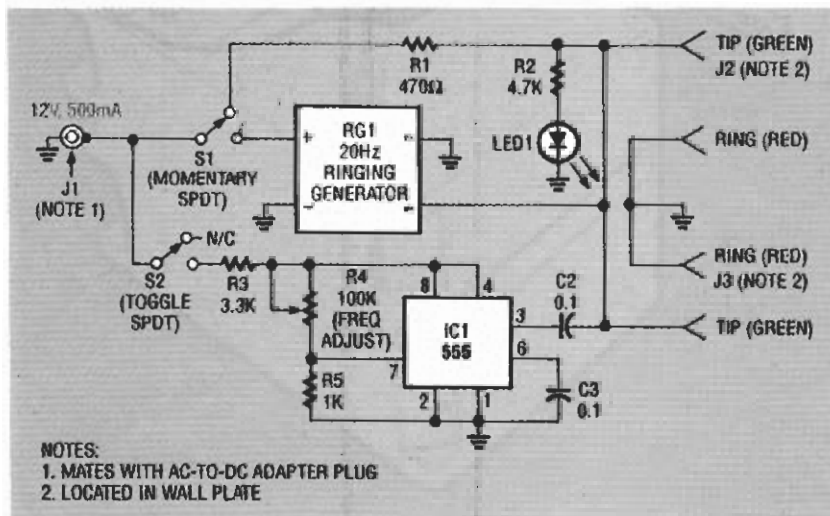 R1
470Ω
TIP (GREEN)
J2 (NOTE 2)
R2
4.7K
12V, 500mA
J1
(NOTE 1)
S1
(MOMENTARY
SPDT)
+
RG1
20Hz
RINGING
GENERATOR
LED1
RING (RED)
N/C
S2
(TOGGLE
SPDT)
R3
3.3K
R4
100K
(FREQ
ADJUST)
8
4
IC1
555
3
6
7
2
1
C2
0.1
C3
0.1
R5
1K
RING (RED)
J3 (NOTE 2)
TIP (GREEN)
NOTES:
1. MATES WITH AC-TO-DC ADAPTER PLUG
2. LOCATED IN WALL PLATE